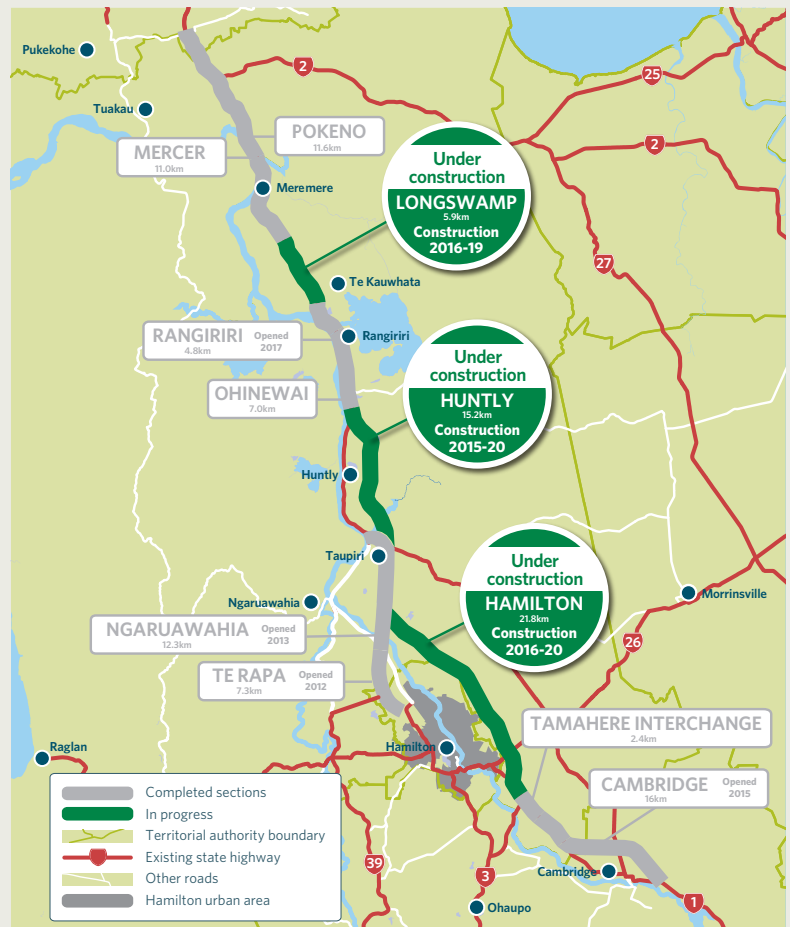 Pukekohe
2
25
Tuakau
POKENO
11.6km
MERCER
11.0km
2
Under
construction
LONGSWAMP
5.9km
Construction
2016-19
Meremere
27
Te Kauwhata
RANGIRIRI Opened
4.8km 2017
Rangiriri
Under
construction
HUNTLY
15.2km
Construction
2015-20
OHINEWAI
7.0km
Huntly
Taupiri
Under
construction
HAMILTON
21.8km
Construction
2016-20
Morrinsville
Ngaruawahia
NGARUAWAHIA Opened
12.3km 2013
26
TE RAPA Opened
7.3km 2012
TAMAHERE INTERCHANGE
2.4km
Raglan
Hamilton
CAMBRIDGE Opened
16km 2015
Completed sections
In progress
Territorial authority boundary
Existing state highway
Other roads
Hamilton urban area
39
3
Cambridge
1
Ohaupo